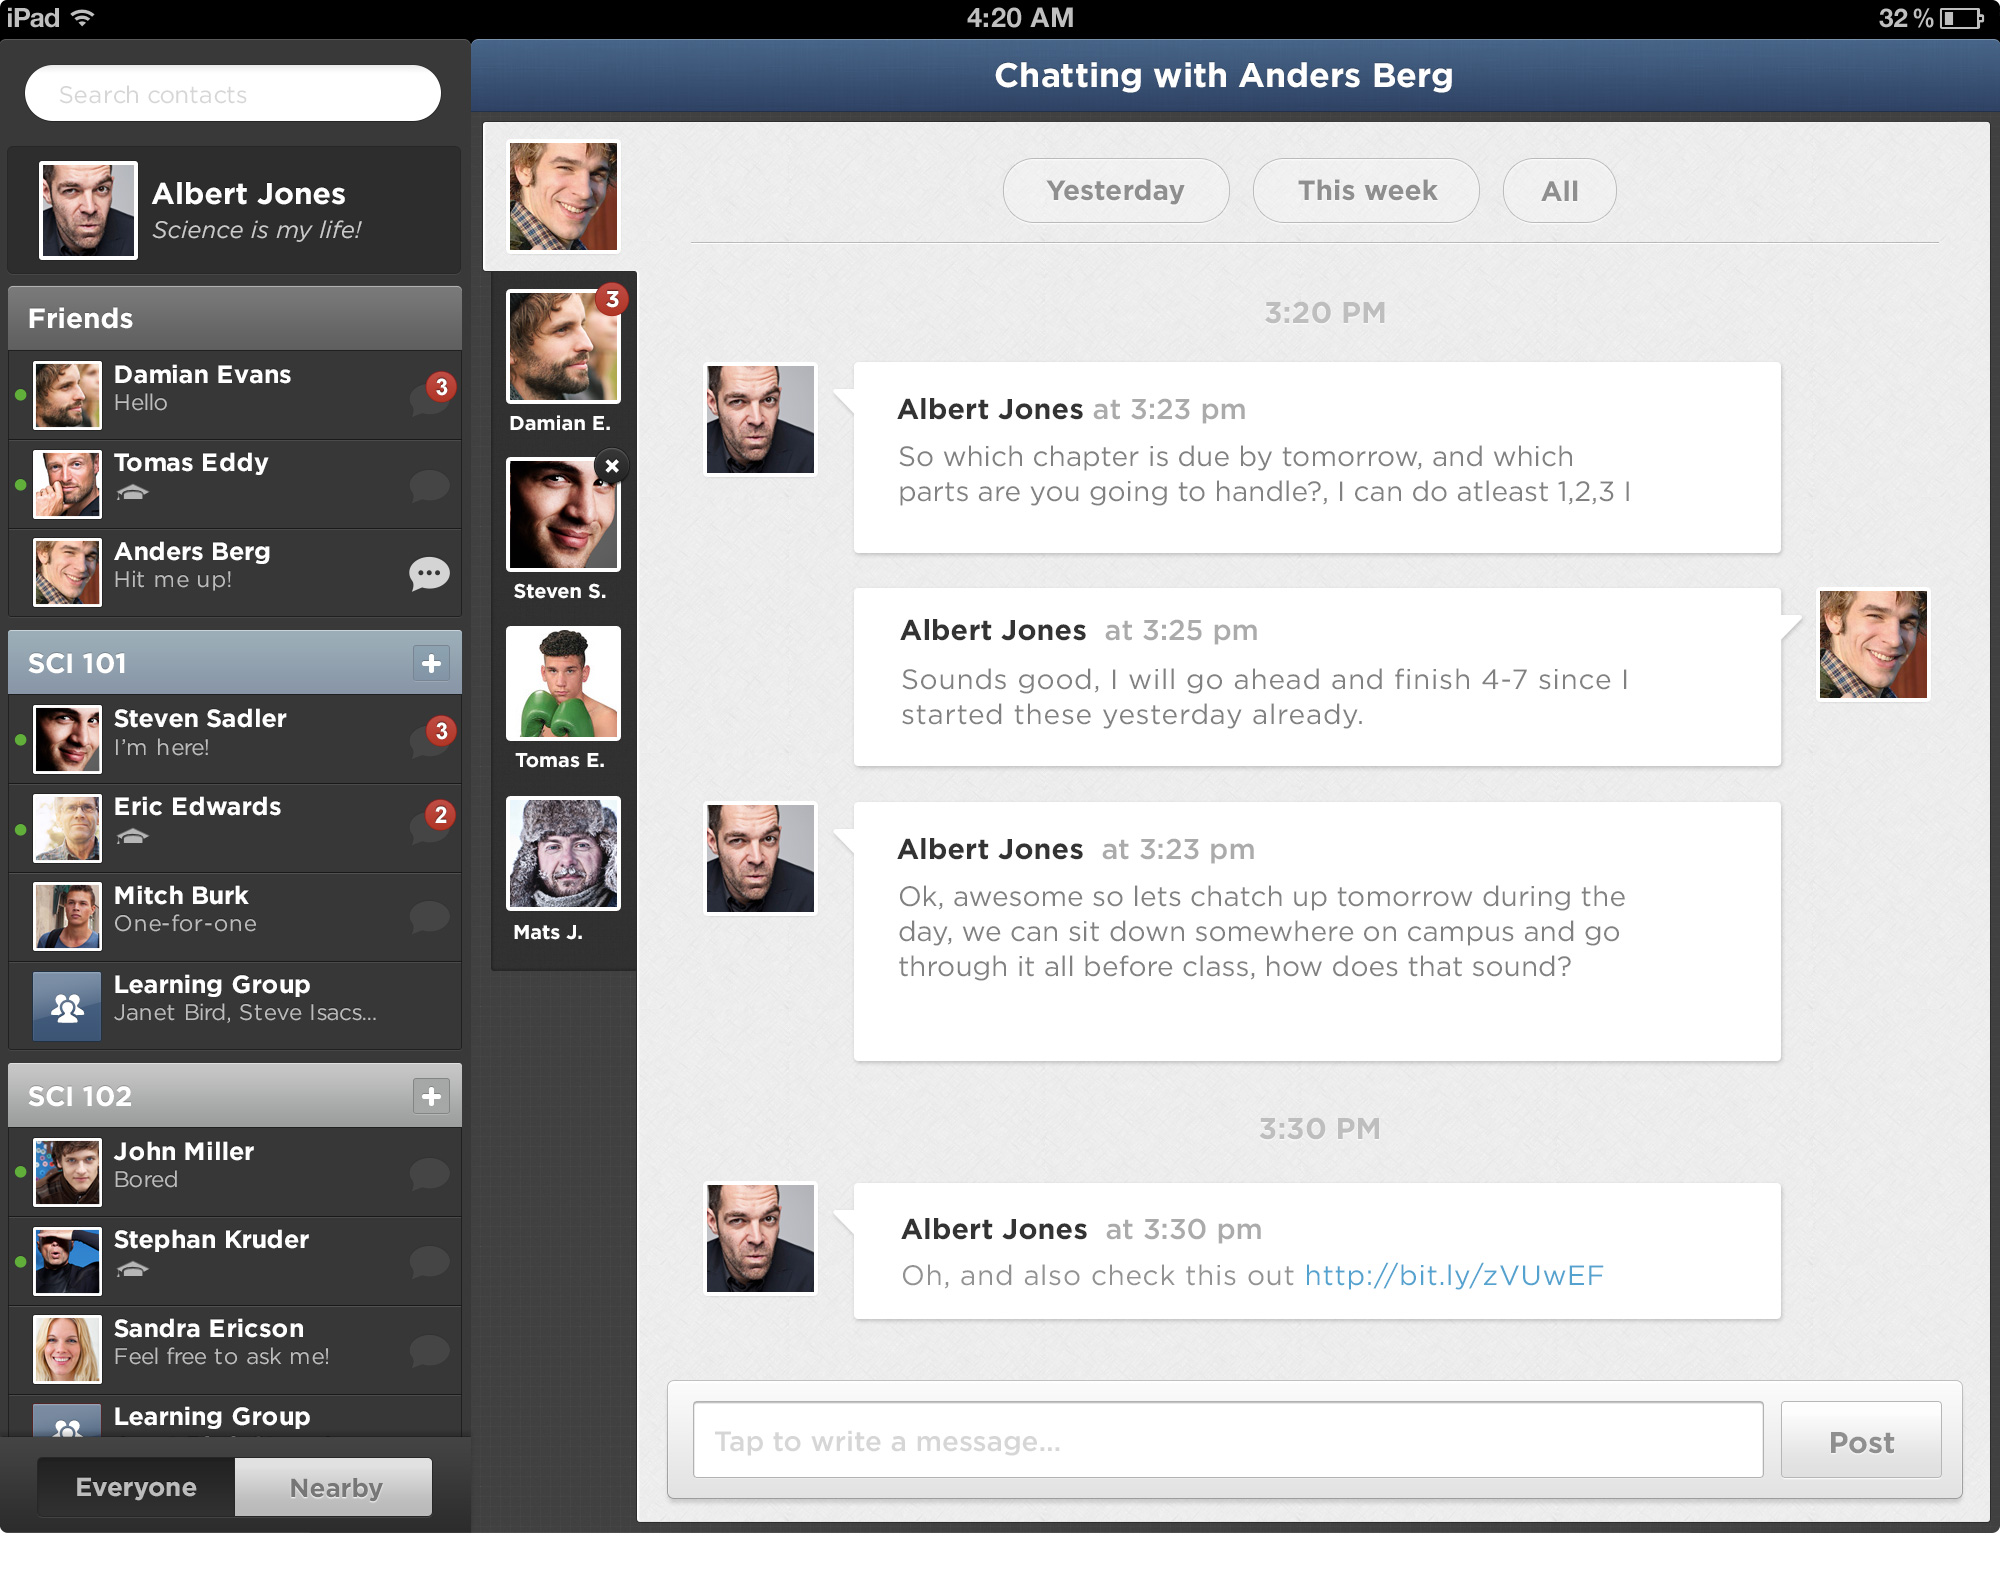 iPad
4:20 AM
32 %
Search contacts
Albert Jones
Science is my life!
Friends
Damian Evans
Hello
3
Tomas Eddy
Anders Berg
Hit me up!
SCI 101
Steven Sadler
I'm here!
3
Eric Edwards
2
Mitch Burk
One-for-one
Learning Group
Janet Bird, Steve Isacs...
SCI 102
John Miller
Bored
Stephan Kruder
Sandra Ericson
Feel free to ask me!
Learning Group
Everyone
Nearby
Chatting with Anders Berg
3
Damian E.
Steven S.
Tomas E.
Mats J.
Yesterday
This week
All
3:20 PM
Albert Jones at 3:23 pm
So which chapter is due by tomorrow, and which
parts are you going to handle?, I can do atleast 1,2,3 I
Albert Jones at 3:25 pm
Sounds good, I will go ahead and finish 4-7 since I
started these yesterday already.
Albert Jones at 3:23 pm
Ok, awesome so lets chatch up tomorrow during the
day, we can sit down somewhere on campus and go
through it all before class, how does that sound?
3:30 PM
Albert Jones at 3:30 pm
Oh, and also check this out http://bit.ly/zVUwEF
Tap to write a message...
Post